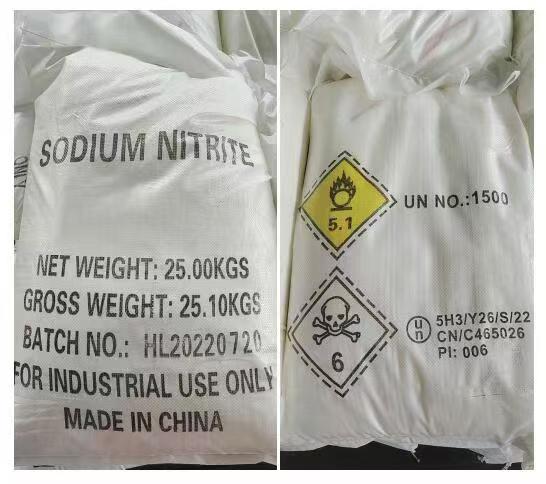 SODIUM NITRITE
NET WEIGHT: 25.00KGS
GROSS WEIGHT: 25.10KGS
BATCH NO.: HL20220720
FOR INDUSTRIAL USE ONLY
MADE IN CHINA
5.1
UN NO.:1500
6
un
5H3/Y26/S/22
CN/C465026
PI: 006